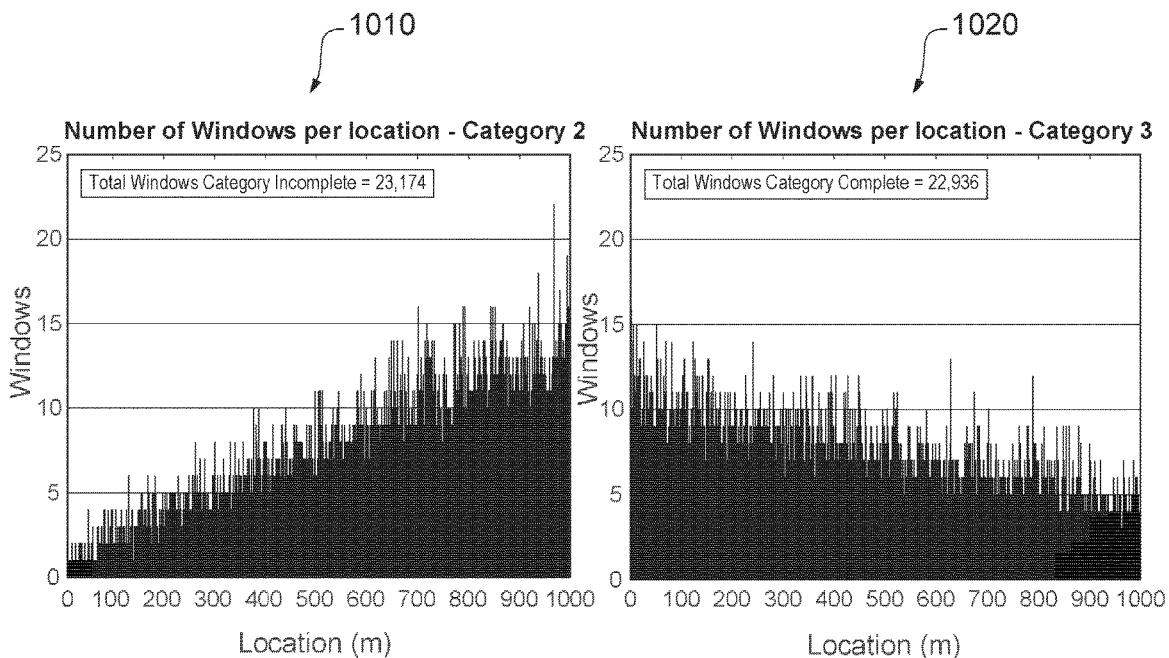 1010
1020
Number of Windows per location - Category 2
Number of Windows per location - Category 3
25
20
15
10
5
0
Windows
Total Windows Category Incomplete = 23,174
0 100 200 300 400 500 600 700 800 900 1000
Location (m)
25
20
15
10
5
0
Windows
Total Windows Category Complete = 22,936
0 100 200 300 400 500 600 700 800 900 1000
Location (m)